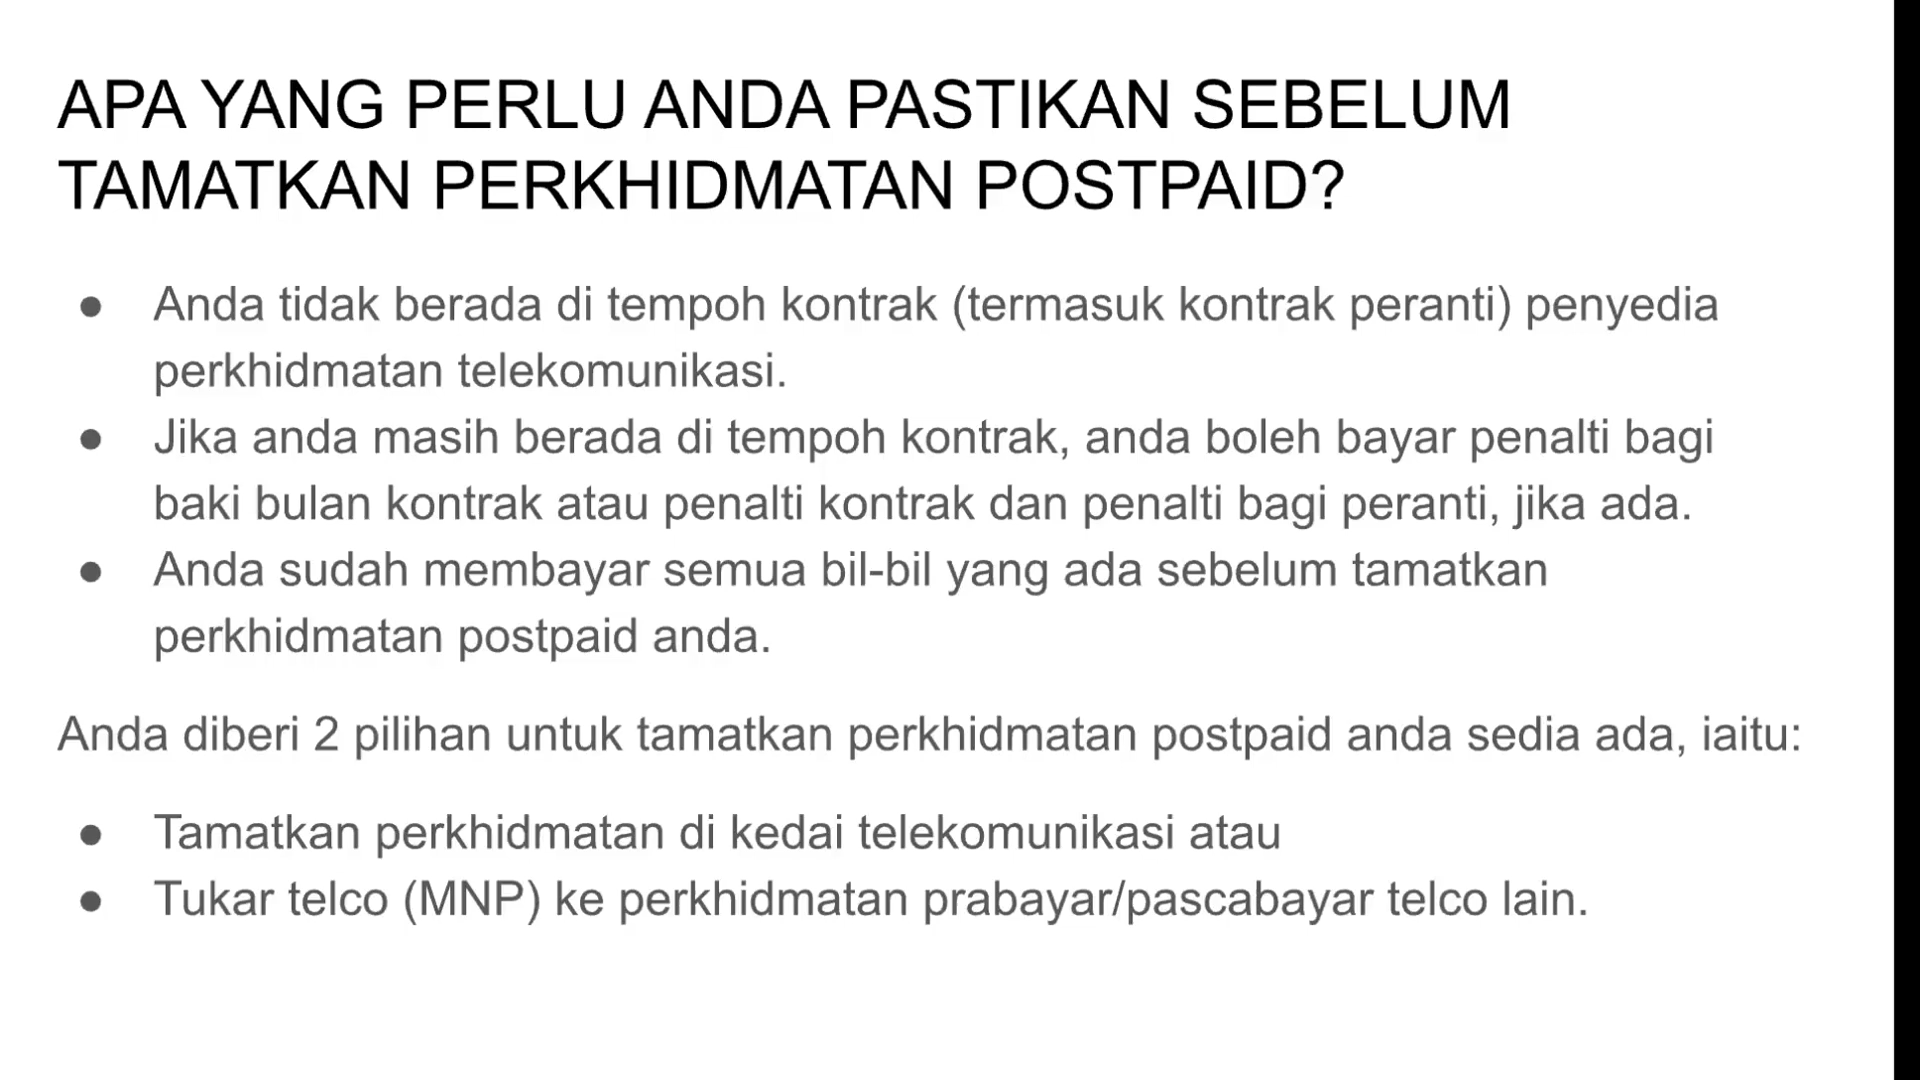 APA YANG PERLU ANDA PASTIKAN SEBELUM
TAMATKAN PERKHIDMATAN POSTPAID?
● Anda tidak berada di tempoh kontrak (termasuk kontrak peranti) penyedia
perkhidmatan telekomunikasi.
● Jika anda masih berada di tempoh kontrak, anda boleh bayar penalti bagi
baki bulan kontrak atau penalti kontrak dan penalti bagi peranti, jika ada.
● Anda sudah membayar semua bil-bil yang ada sebelum tamatkan
perkhidmatan postpaid anda.
Anda diberi 2 pilihan untuk tamatkan perkhidmatan postpaid anda sedia ada, iaitu:
● Tamatkan perkhidmatan di kedai telekomunikasi atau
● Tukar telco (MNP) ke perkhidmatan prabayar/pascabayar telco lain.